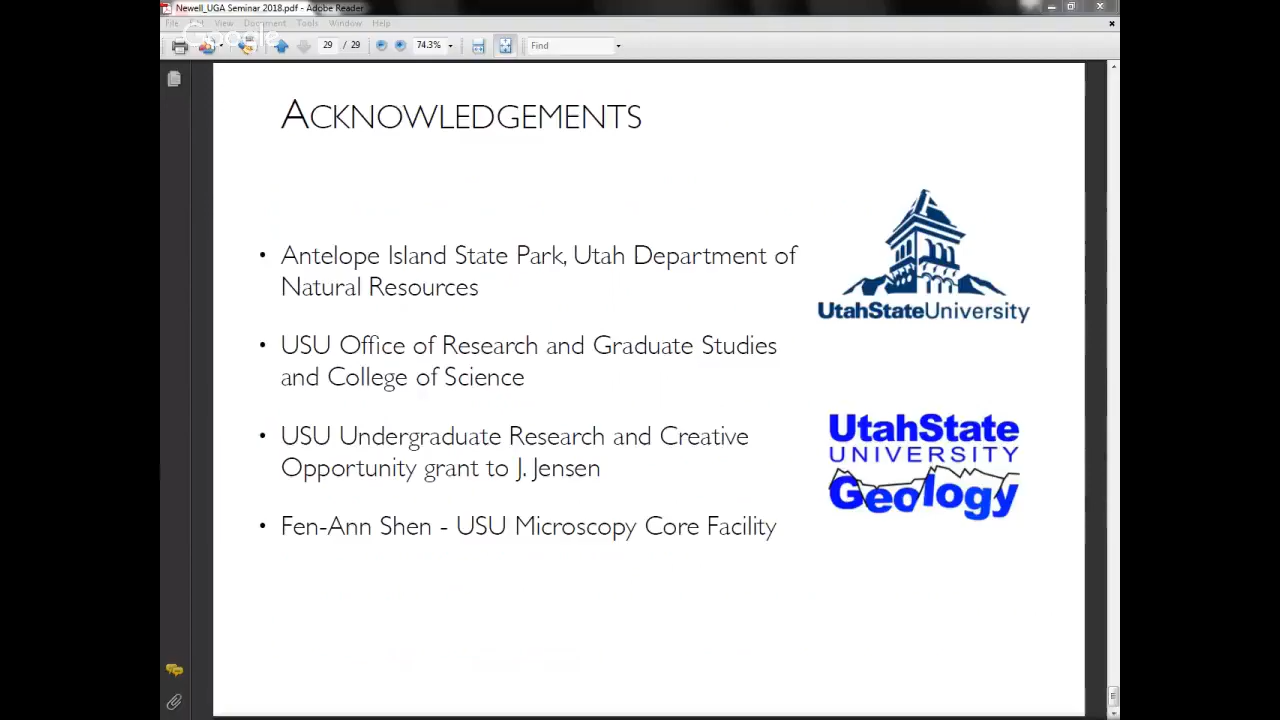 Newell_UGA Seminar 2018.pdf - Adobe Reader
File Edit View Document Tools Window Help
Google
29 / 29 74.3% Find
ACKNOWLEDGEMENTS
• Antelope Island State Park, Utah Department of
Natural Resources
• USU Office of Research and Graduate Studies
and College of Science
• USU Undergraduate Research and Creative
Opportunity grant to J. Jensen
• Fen-Ann Shen - USU Microscopy Core Facility
UtahStateUniversity
UtahState
UNIVERSITY
Geology